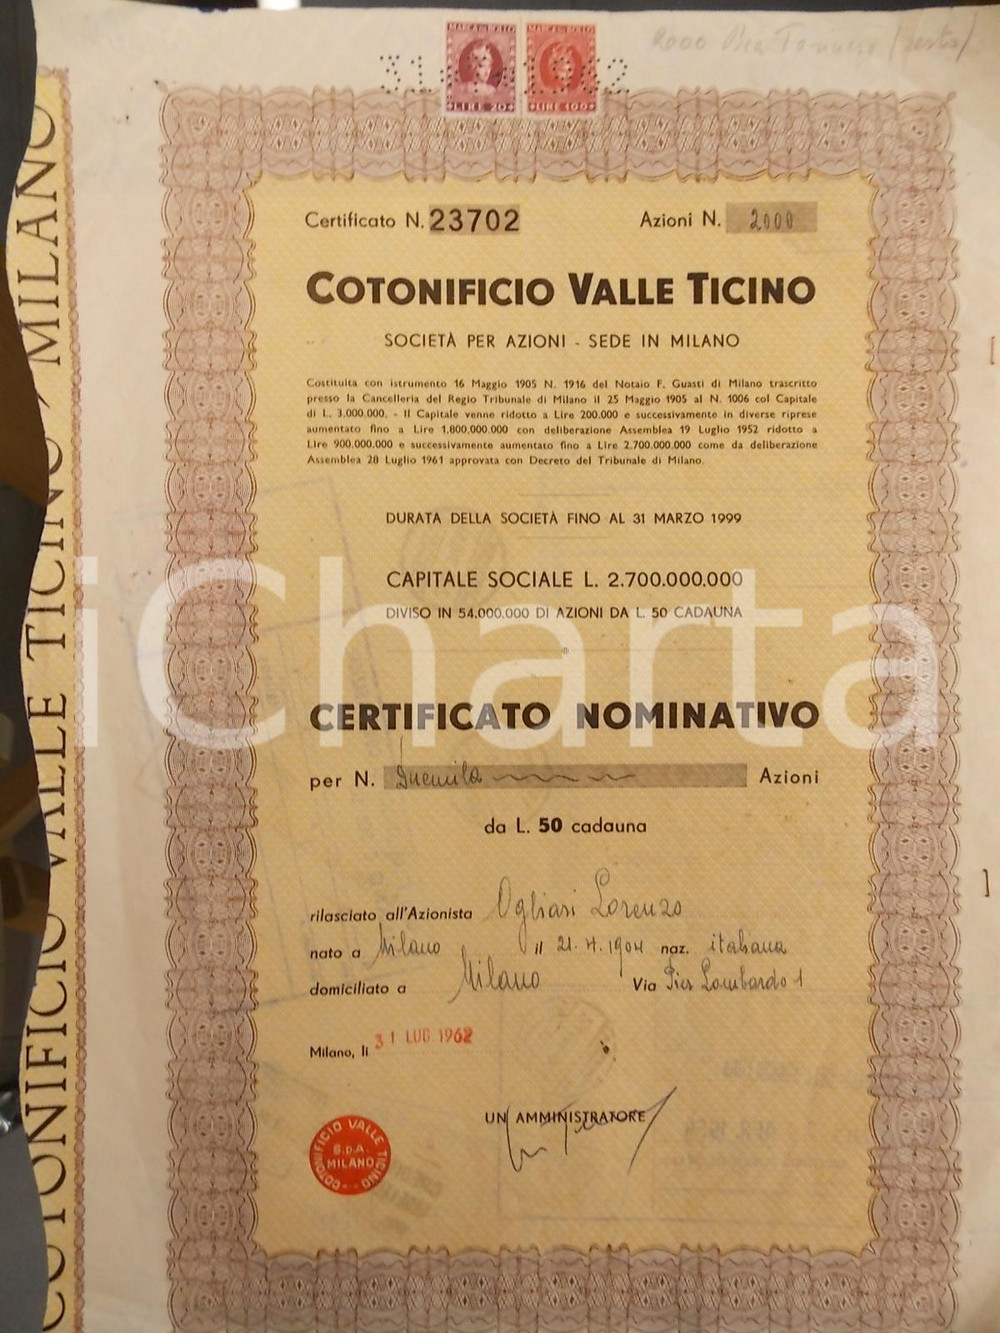 2000
MARCA DA BOLLO MARCA DA BOLLO
LIRE 20 LIRE 100
Certificato N. 23702 Azioni N. 2000
COTONIFICIO VALLE TICINO
SOCIETÀ PER AZIONI - SEDE IN MILANO
Costituita con istrumento 16 Maggio 1905 N. 1916 del Notaio F. Guasti di Milano trascritto
presso la Cancelleria del Regio Tribunale di Milano il 25 Maggio 1905 al N. 1006 col Capitale
di L. 3.000.000. - Il Capitale venne ridotto a Lire 200.000 e successivamente in diverse riprese
aumentato fino a Lire 1.800.000.000 con deliberazione Assemblea 19 Luglio 1952 ridotto a
Lire 900.000.000 e successivamente aumentato fino a Lire 2.700.000.000 come da deliberazione
Assemblea 28 Luglio 1961 approvata con Decreto del Tribunale di Milano.
DURATA DELLA SOCIETÀ FINO AL 31 MARZO 1999
CAPITALE SOCIALE L. 2.700.000.000
DIVISO IN 54.000.000 DI AZIONI DA L. 50 CADAUNA
iCharta
CERTIFICATO NOMINATIVO
per N. Duemila Azioni
da L. 50 cadauna
rilasciato all'Azionista Ogliari Lorenzo
nato a Milano il 21.4.1904 naz. italiana
domiciliato a Milano Via Pier Lombardo 1
Milano, li 31 LUG 1962
UN AMMINISTRATORE
COTONIFICIO VALLE TICINO
S.p.A.
MILANO
COTONIFICIO VALLE TICINO / MILANO